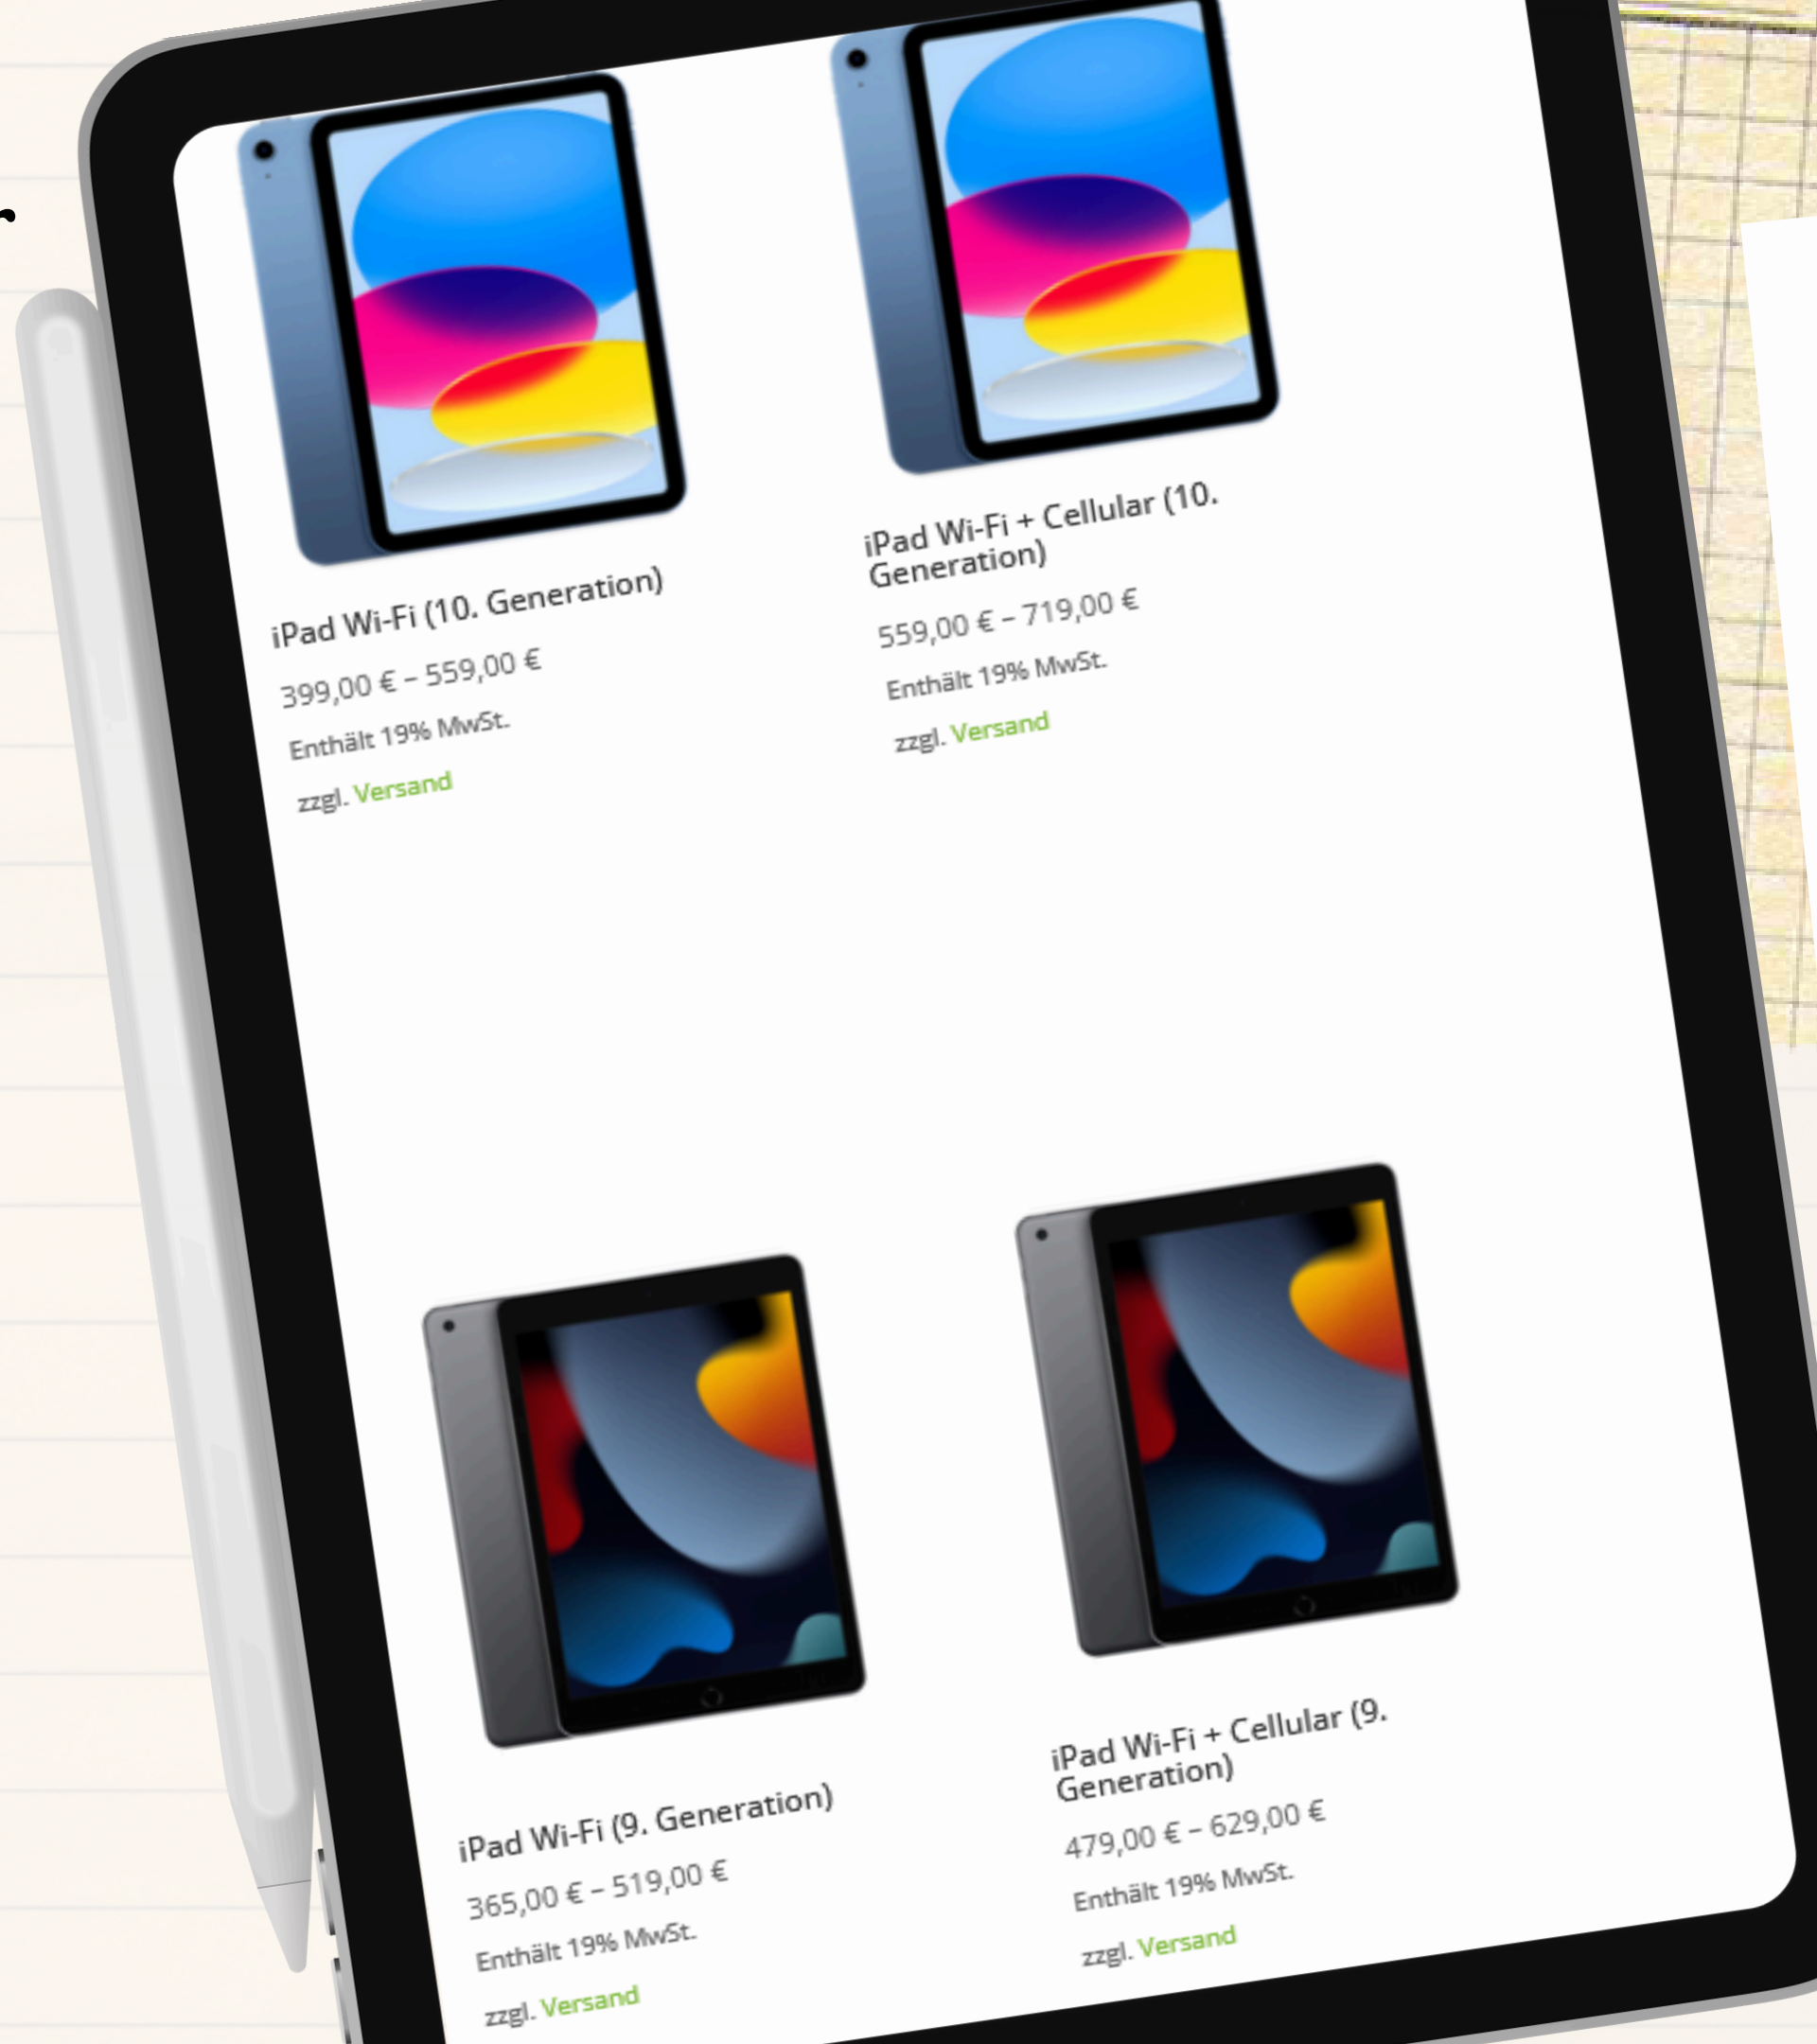 iPad Wi-Fi (10. Generation)
399,00 € – 559,00 €
Enthält 19% MwSt.
zzgl. Versand
iPad Wi-Fi + Cellular (10.
Generation)
559,00 € – 719,00 €
Enthält 19% MwSt.
zzgl. Versand
iPad Wi-Fi (9. Generation)
365,00 € – 519,00 €
Enthält 19% MwSt.
zzgl. Versand
iPad Wi-Fi + Cellular (9.
Generation)
479,00 € – 629,00 €
Enthält 19% MwSt.
zzgl. Versand